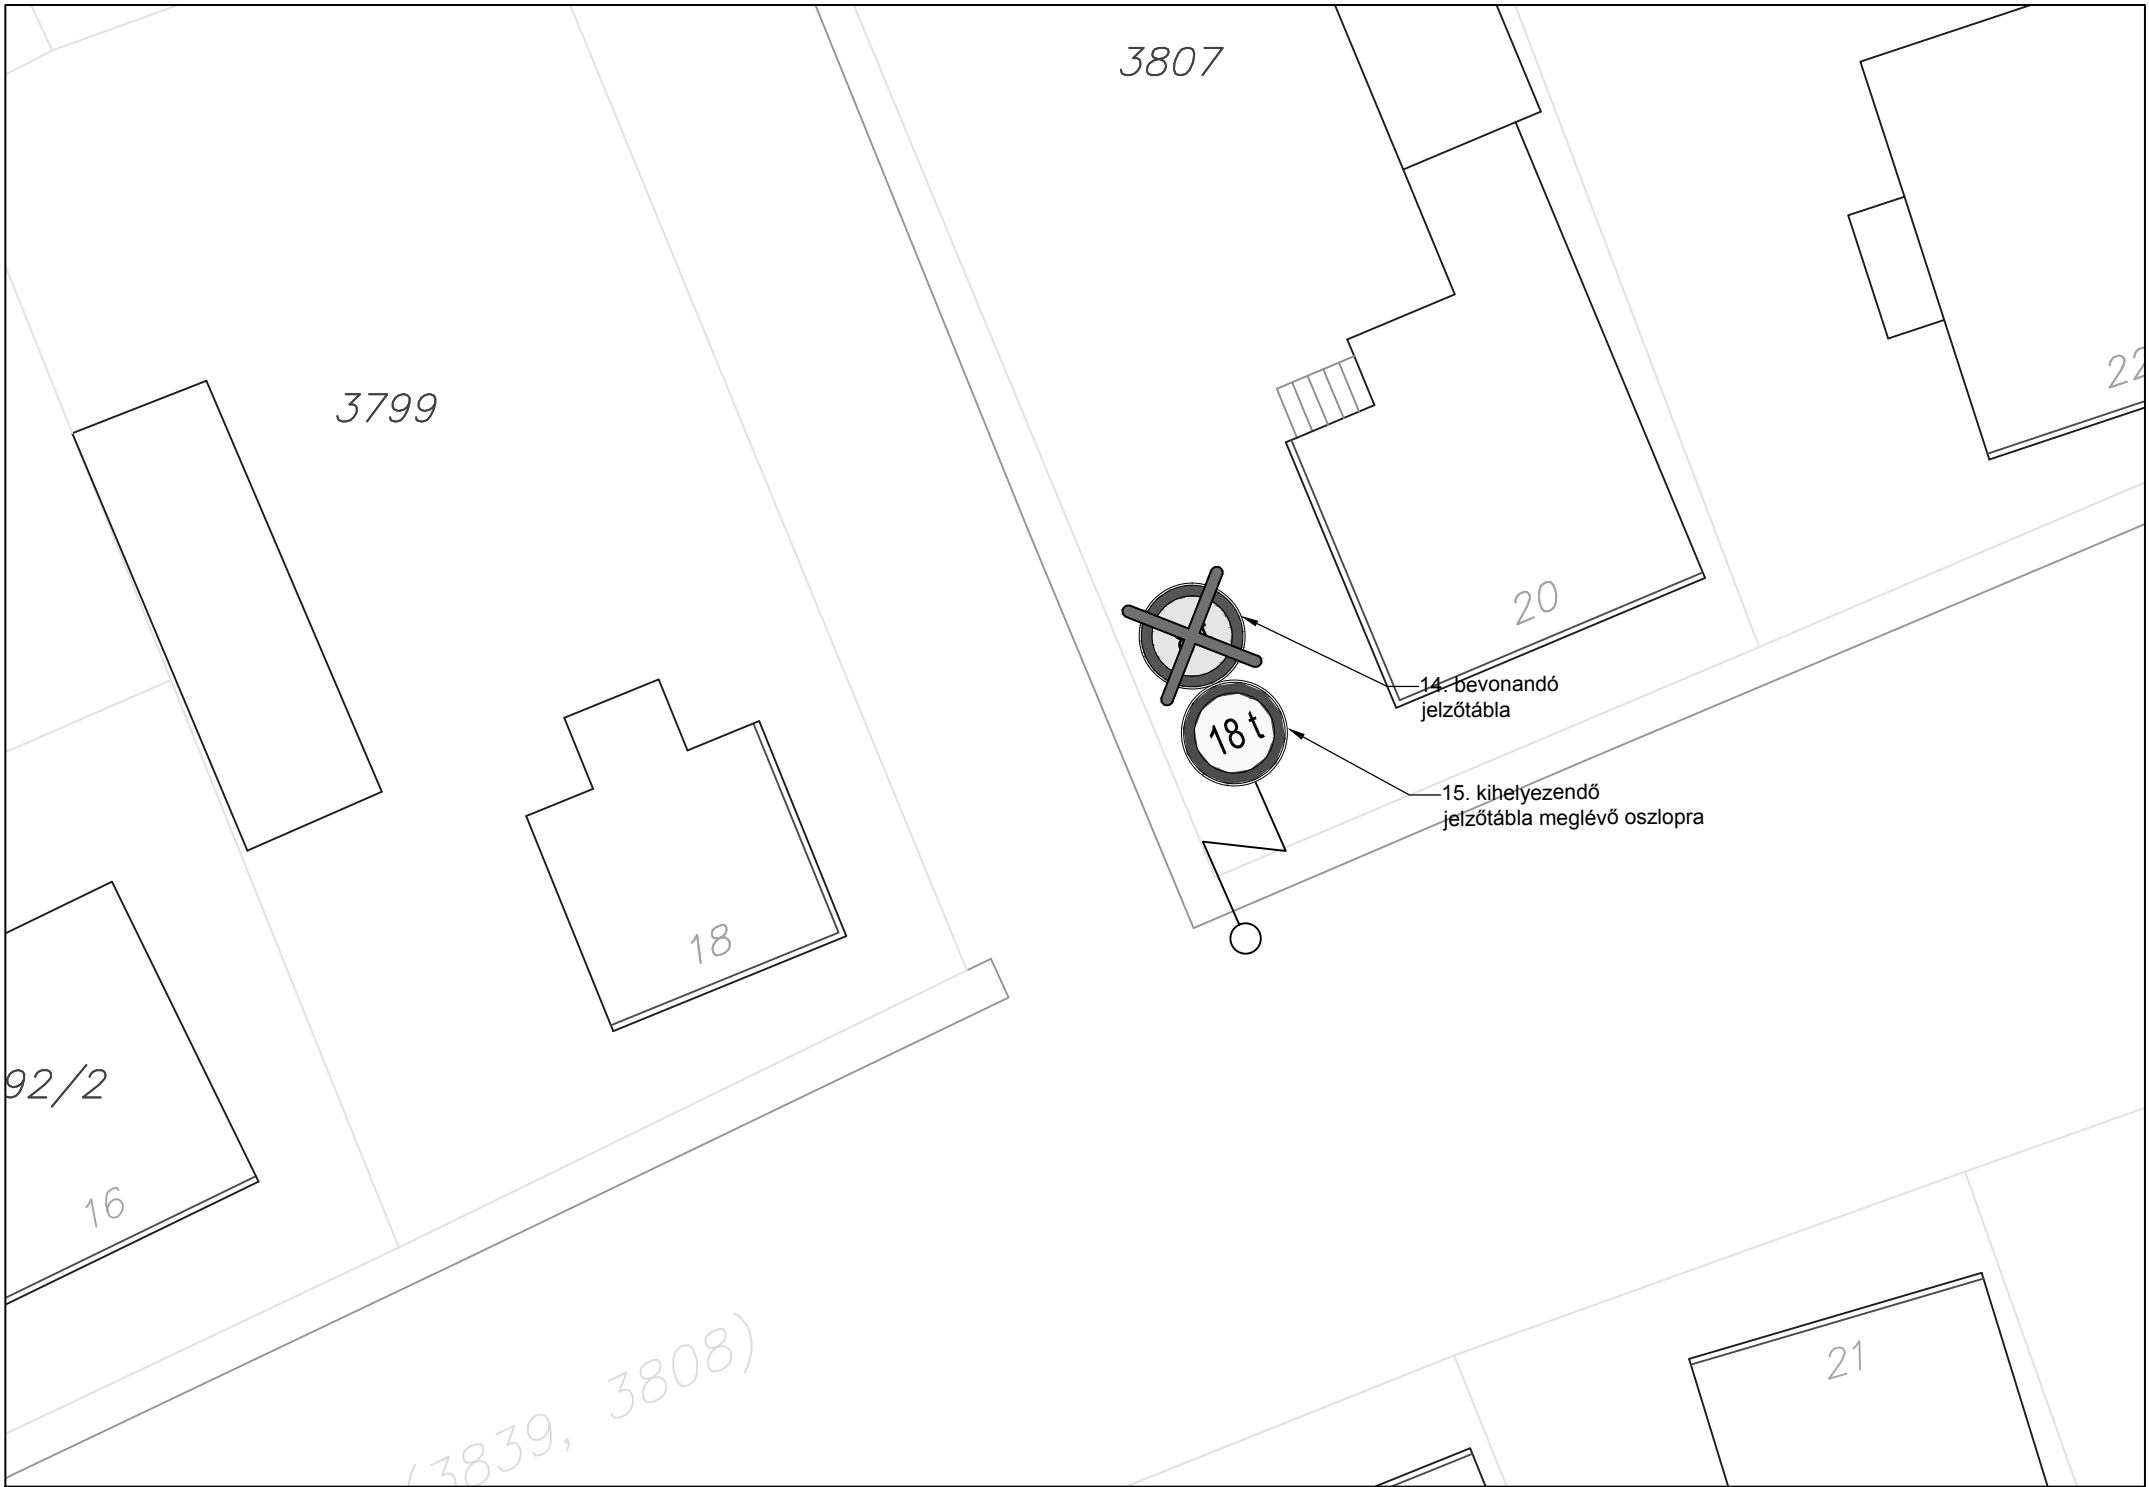 3807
3799
22
20
14. bevonandó
jelzőtábla
18 t
15. kihelyezendő
jelzőtábla meglévő oszlopra
18
92/2
16
(3839, 3808)
21